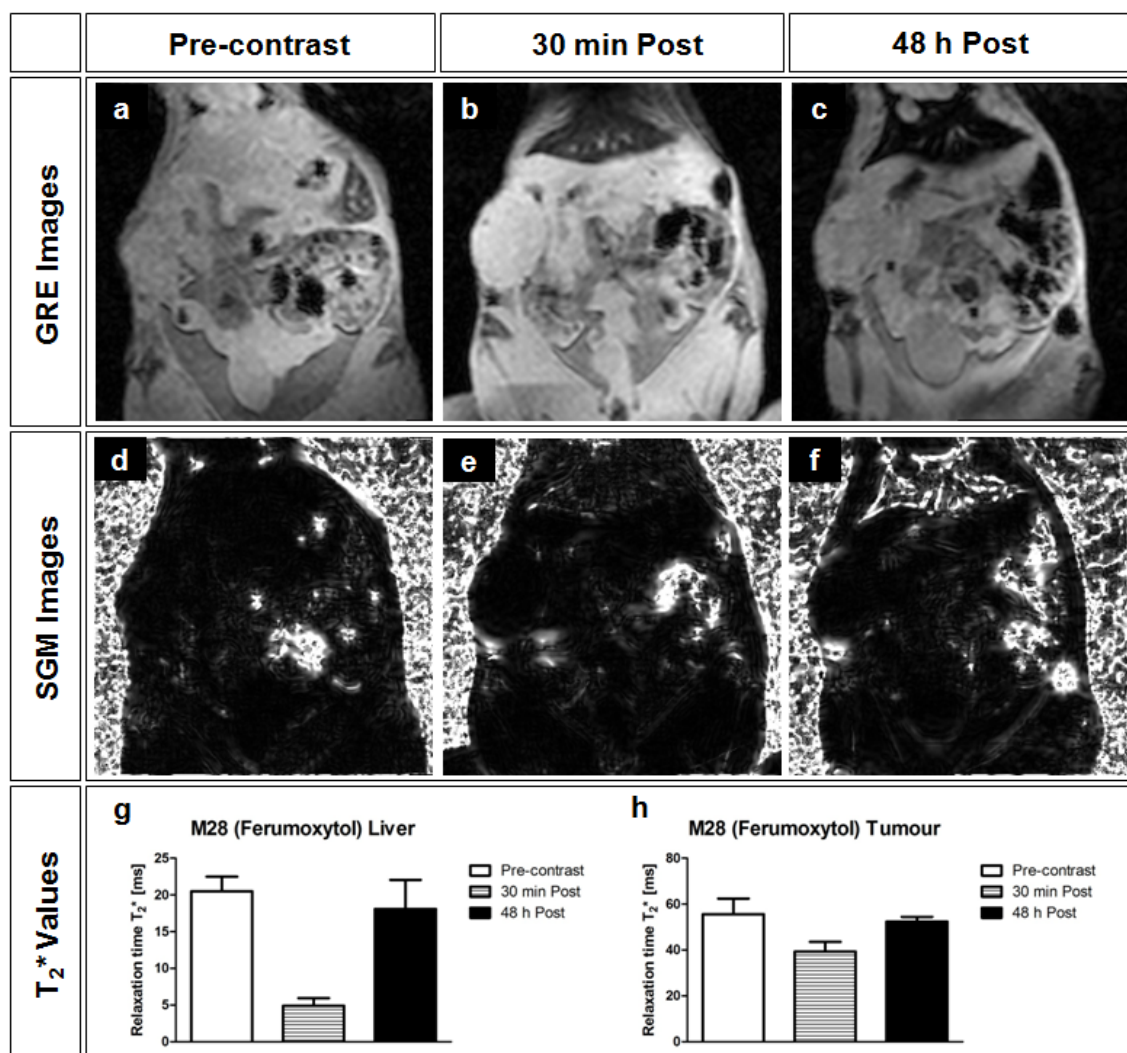 Pre-contrast
30 min Post
48 h Post
GRE Images
a
b
c
SGM Images
d
e
f
T2* Values
g
M28 (Ferumoxytol) Liver
Relaxation time T2* [ms]
25
20
15
10
5
0
Pre-contrast
30 min Post
48 h Post
h
M28 (Ferumoxytol) Tumour
Relaxation time T2* [ms]
80
60
40
20
0
Pre-contrast
30 min Post
48 h Post